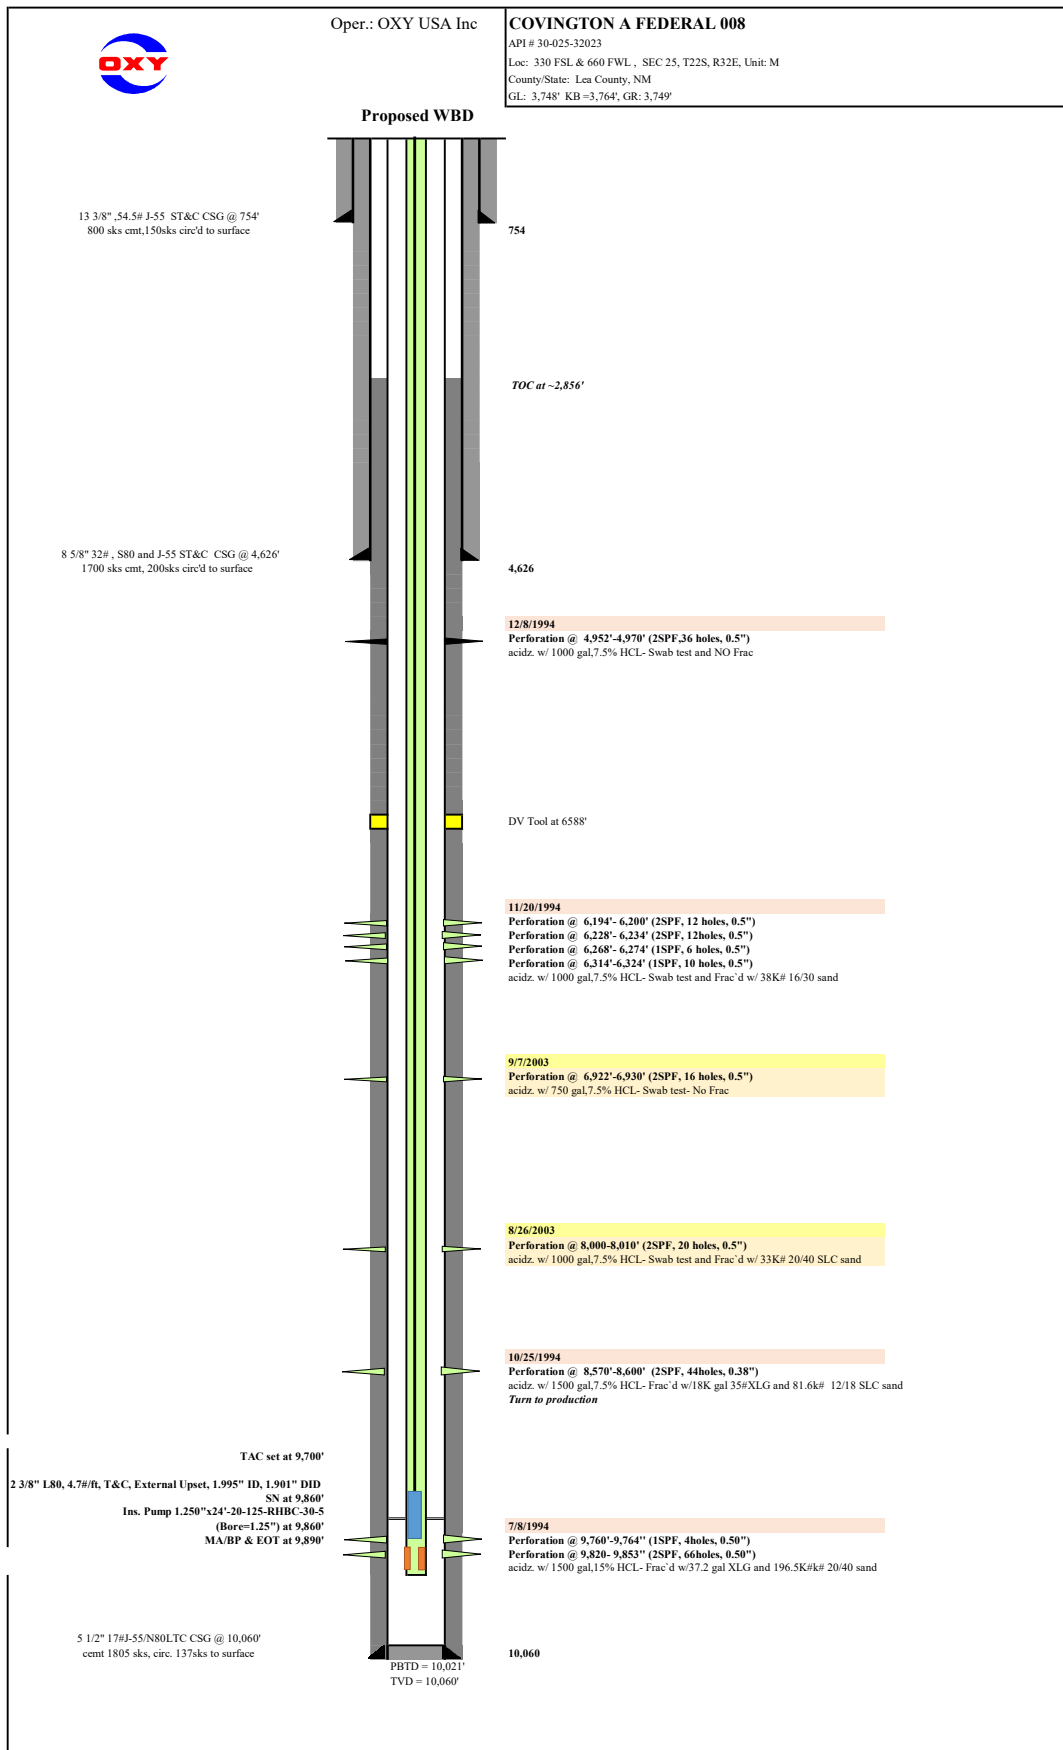 Oper.: OXY USA Inc
COVINGTON A FEDERAL 008
API # 30-025-32023
Loc: 330 FSL & 660 FWL , SEC 25, T22S, R32E, Unit: M
County/State: Lea County, NM
GL: 3,748' KB =3,764', GR: 3,749'
OXY
Proposed WBD
13 3/8" ,54.5# J-55 ST&C CSG @ 754'
800 sks cmt,150sks circ'd to surface
754
TOC at ~2,856'
8 5/8" 32# , S80 and J-55 ST&C CSG @ 4,626'
1700 sks cmt, 200sks circ'd to surface
4,626
12/8/1994
Perforation @ 4,952'-4,970' (2SPF,36 holes, 0.5")
acidz. w/ 1000 gal,7.5% HCL- Swab test and NO Frac
DV Tool at 6588'
11/20/1994
Perforation @ 6,194'- 6,200' (2SPF, 12 holes, 0.5")
Perforation @ 6,228'- 6,234' (2SPF, 12holes, 0.5")
Perforation @ 6,268'- 6,274' (1SPF, 6 holes, 0.5")
Perforation @ 6,314'-6,324' (1SPF, 10 holes, 0.5")
acidz. w/ 1000 gal,7.5% HCL- Swab test and Frac`d w/ 38K# 16/30 sand
9/7/2003
Perforation @ 6,922'-6,930' (2SPF, 16 holes, 0.5")
acidz. w/ 750 gal,7.5% HCL- Swab test- No Frac
8/26/2003
Perforation @ 8,000-8,010' (2SPF, 20 holes, 0.5")
acidz. w/ 1000 gal,7.5% HCL- Swab test and Frac`d w/ 33K# 20/40 SLC sand
10/25/1994
Perforation @ 8,570'-8,600' (2SPF, 44holes, 0.38")
acidz. w/ 1500 gal,7.5% HCL- Frac`d w/18K gal 35#XLG and 81.6k# 12/18 SLC sand
Turn to production
TAC set at 9,700'
2 3/8" L80, 4.7#/ft, T&C, External Upset, 1.995" ID, 1.901" DID
SN at 9,860'
Ins. Pump 1.250"x24'-20-125-RHBC-30-5
(Bore=1.25") at 9,860'
MA/BP & EOT at 9,890'
7/8/1994
Perforation @ 9,760'-9,764'' (1SPF, 4holes, 0.50")
Perforation @ 9,820- 9,853'' (2SPF, 66holes, 0.50")
acidz. w/ 1500 gal,15% HCL- Frac`d w/37.2 gal XLG and 196.5K#k# 20/40 sand
5 1/2" 17#J-55/N80LTC CSG @ 10,060'
cemt 1805 sks, circ. 137sks to surface
10,060
PBTD = 10,021'
TVD = 10,060'